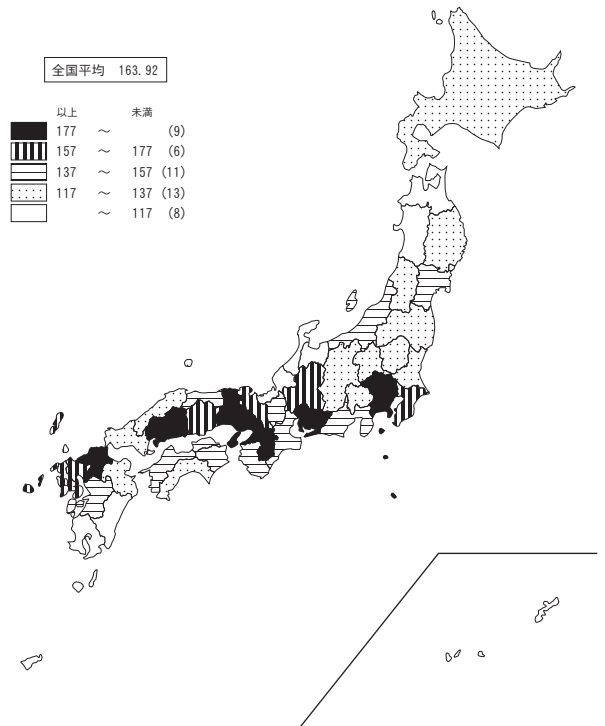 全国平均 163.92
以上 未満
177 ～ (9)
157 ～ 177 (6)
137 ～ 157 (11)
117 ～ 137 (13)
～ 117 (8)